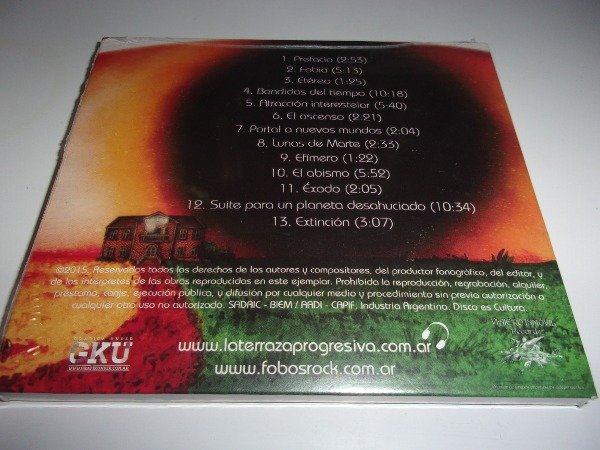 1. Prefacio (2:53)
2. Fobia (5:13)
3. Etéreo (1:25)
4. Bandidos del tiempo (10:18)
5. Atracción interestelar (5:40)
6. El ascenso (2:21)
7. Portal a nuevos mundos (2:04)
8. Lunas de Marte (2:33)
9. Efímero (1:22)
10. El abismo (5:52)
11. Éxodo (2:05)
12. Suite para un planeta desahuciado (10:34)
13. Extinción (3:07)
©2015. Reservados todos los derechos de los autores y compositores, del productor fonográfico, del editor, y
de los intérpretes de las obras reproducidas en este ejemplar. Prohibida la reproducción, regrabación, alquiler,
préstamo, canje, ejecución pública, y difusión por cualquier medio y procedimiento sin previa autorización a
cualquier otro uso no autorizado. SADAIC - BIEM / AADI - CAPIF. Industria Argentina. Disco es Cultura.
EKU
www.laterrazaprogresiva.com.ar
www.fobosrock.com.ar